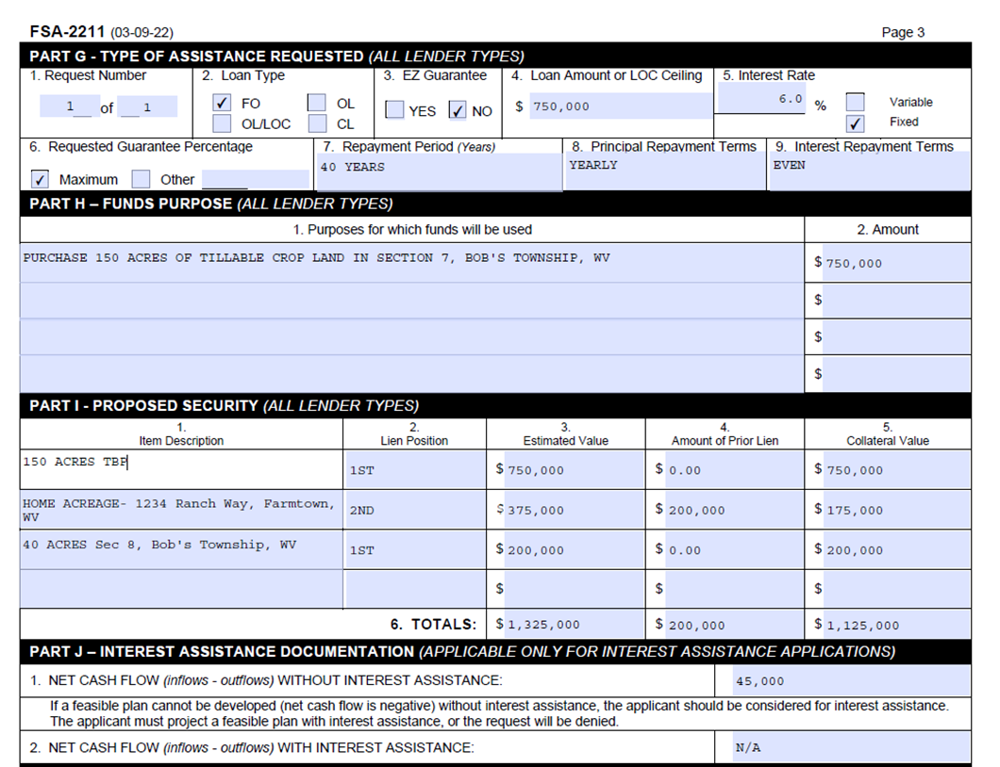 FSA-2211 (03-09-22) Page 3
PART G - TYPE OF ASSISTANCE REQUESTED (ALL LENDER TYPES)
1. Request Number 2. Loan Type 3. EZ Guarantee 4. Loan Amount or LOC Ceiling 5. Interest Rate
1 of 1 ✓ FO OL YES ✓ NO $ 750,000 6.0 % Variable
OL/LOC CL ✓ Fixed
6. Requested Guarantee Percentage 7. Repayment Period (Years) 8. Principal Repayment Terms 9. Interest Repayment Terms
✓ Maximum Other 40 YEARS YEARLY EVEN
PART H – FUNDS PURPOSE (ALL LENDER TYPES)
1. Purposes for which funds will be used 2. Amount
PURCHASE 150 ACRES OF TILLABLE CROP LAND IN SECTION 7, BOB'S TOWNSHIP, WV $ 750,000
$
$
$
PART I - PROPOSED SECURITY (ALL LENDER TYPES)
1. 2. 3. 4. 5.
Item Description Lien Position Estimated Value Amount of Prior Lien Collateral Value
150 ACRES TBP 1ST $ 750,000 $ 0.00 $ 750,000
HOME ACREAGE- 1234 Ranch Way, Farmtown,
WV 2ND $ 375,000 $ 200,000 $ 175,000
40 ACRES Sec 8, Bob's Township, WV 1ST $ 200,000 $ 0.00 $ 200,000
$ $ $
6. TOTALS: $ 1,325,000 $ 200,000 $ 1,125,000
PART J – INTEREST ASSISTANCE DOCUMENTATION (APPLICABLE ONLY FOR INTEREST ASSISTANCE APPLICATIONS)
1. NET CASH FLOW (inflows - outflows) WITHOUT INTEREST ASSISTANCE: 45,000
If a feasible plan cannot be developed (net cash flow is negative) without interest assistance, the applicant should be considered for interest assistance.
The applicant must project a feasible plan with interest assistance, or the request will be denied.
2. NET CASH FLOW (inflows - outflows) WITH INTEREST ASSISTANCE: N/A